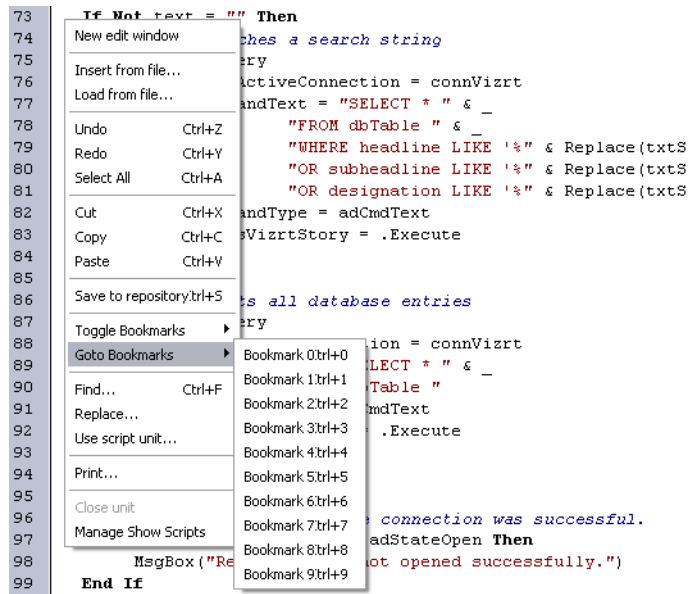 73 If Not text = "" Then
74 ches a search string
75 ery
76 ActiveConnection = connVizrt
77 andText = "SELECT * " & _
78 "FROM dbTable " & _
79 "WHERE headline LIKE '%" & Replace(txtS
80 "OR subheadline LIKE '%" & Replace(txtS
81 "OR designation LIKE '%" & Replace(txtS
82 andType = adCmdText
83 sVizrtStory = .Execute
84
85
86 ts all database entries
87 ery
88 ion = connVizrt
89 LECT * " & _
90 Table "
91 mdText
92 .Execute
93
94
95
96 connection was successful.
97 adStateOpen Then
98 MsgBox("Re ot opened successfully.")
99 End If
New edit window
Insert from file...
Load from file...
Undo Ctrl+Z
Redo Ctrl+Y
Select All Ctrl+A
Cut Ctrl+X
Copy Ctrl+C
Paste Ctrl+V
Save to repository trl+S
Toggle Bookmarks
Goto Bookmarks
Find... Ctrl+F
Replace...
Use script unit...
Print...
Close unit
Manage Show Scripts
Bookmark 0 trl+0
Bookmark 1 trl+1
Bookmark 2 trl+2
Bookmark 3 trl+3
Bookmark 4 trl+4
Bookmark 5 trl+5
Bookmark 6 trl+6
Bookmark 7 trl+7
Bookmark 8 trl+8
Bookmark 9 trl+9